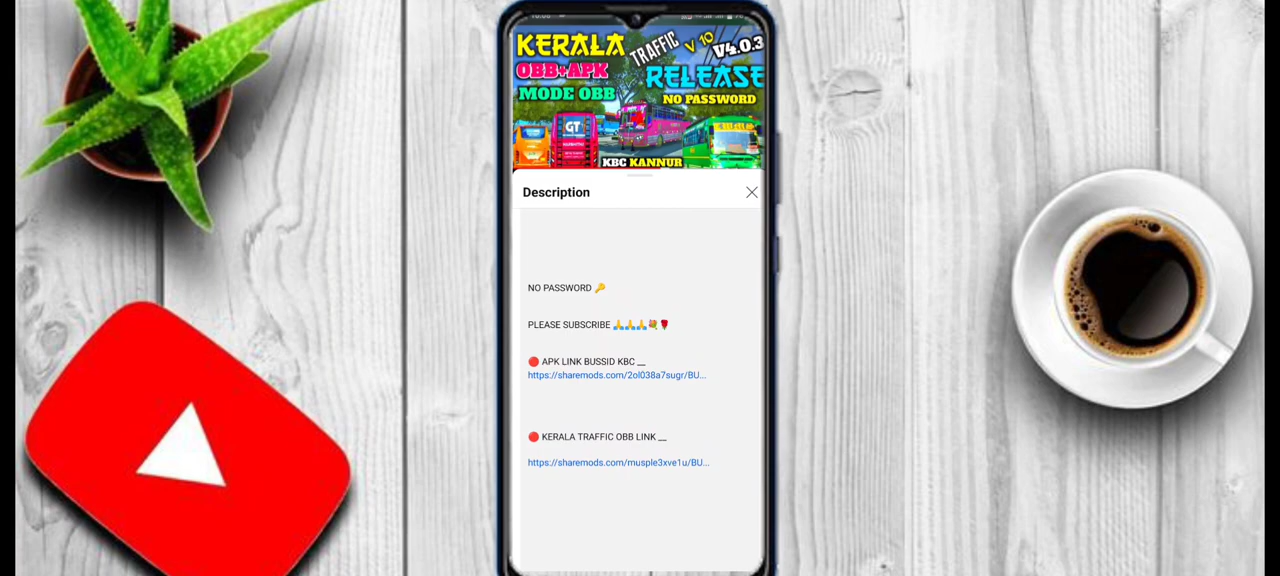 KERALA TRAFFIC V 10 V4.0.3
OBB+APK RELEASE
MODE OBB NO PASSWORD
GT
KBC KANNUR
Description
NO PASSWORD 🔑
PLEASE SUBSCRIBE 🙏🙏🙏💐🌹
🔴 APK LINK BUSSID KBC __
https://sharemods.com/2ol038a7sugr/BU...
🔴 KERALA TRAFFIC OBB LINK __
https://sharemods.com/musple3xve1u/BU...